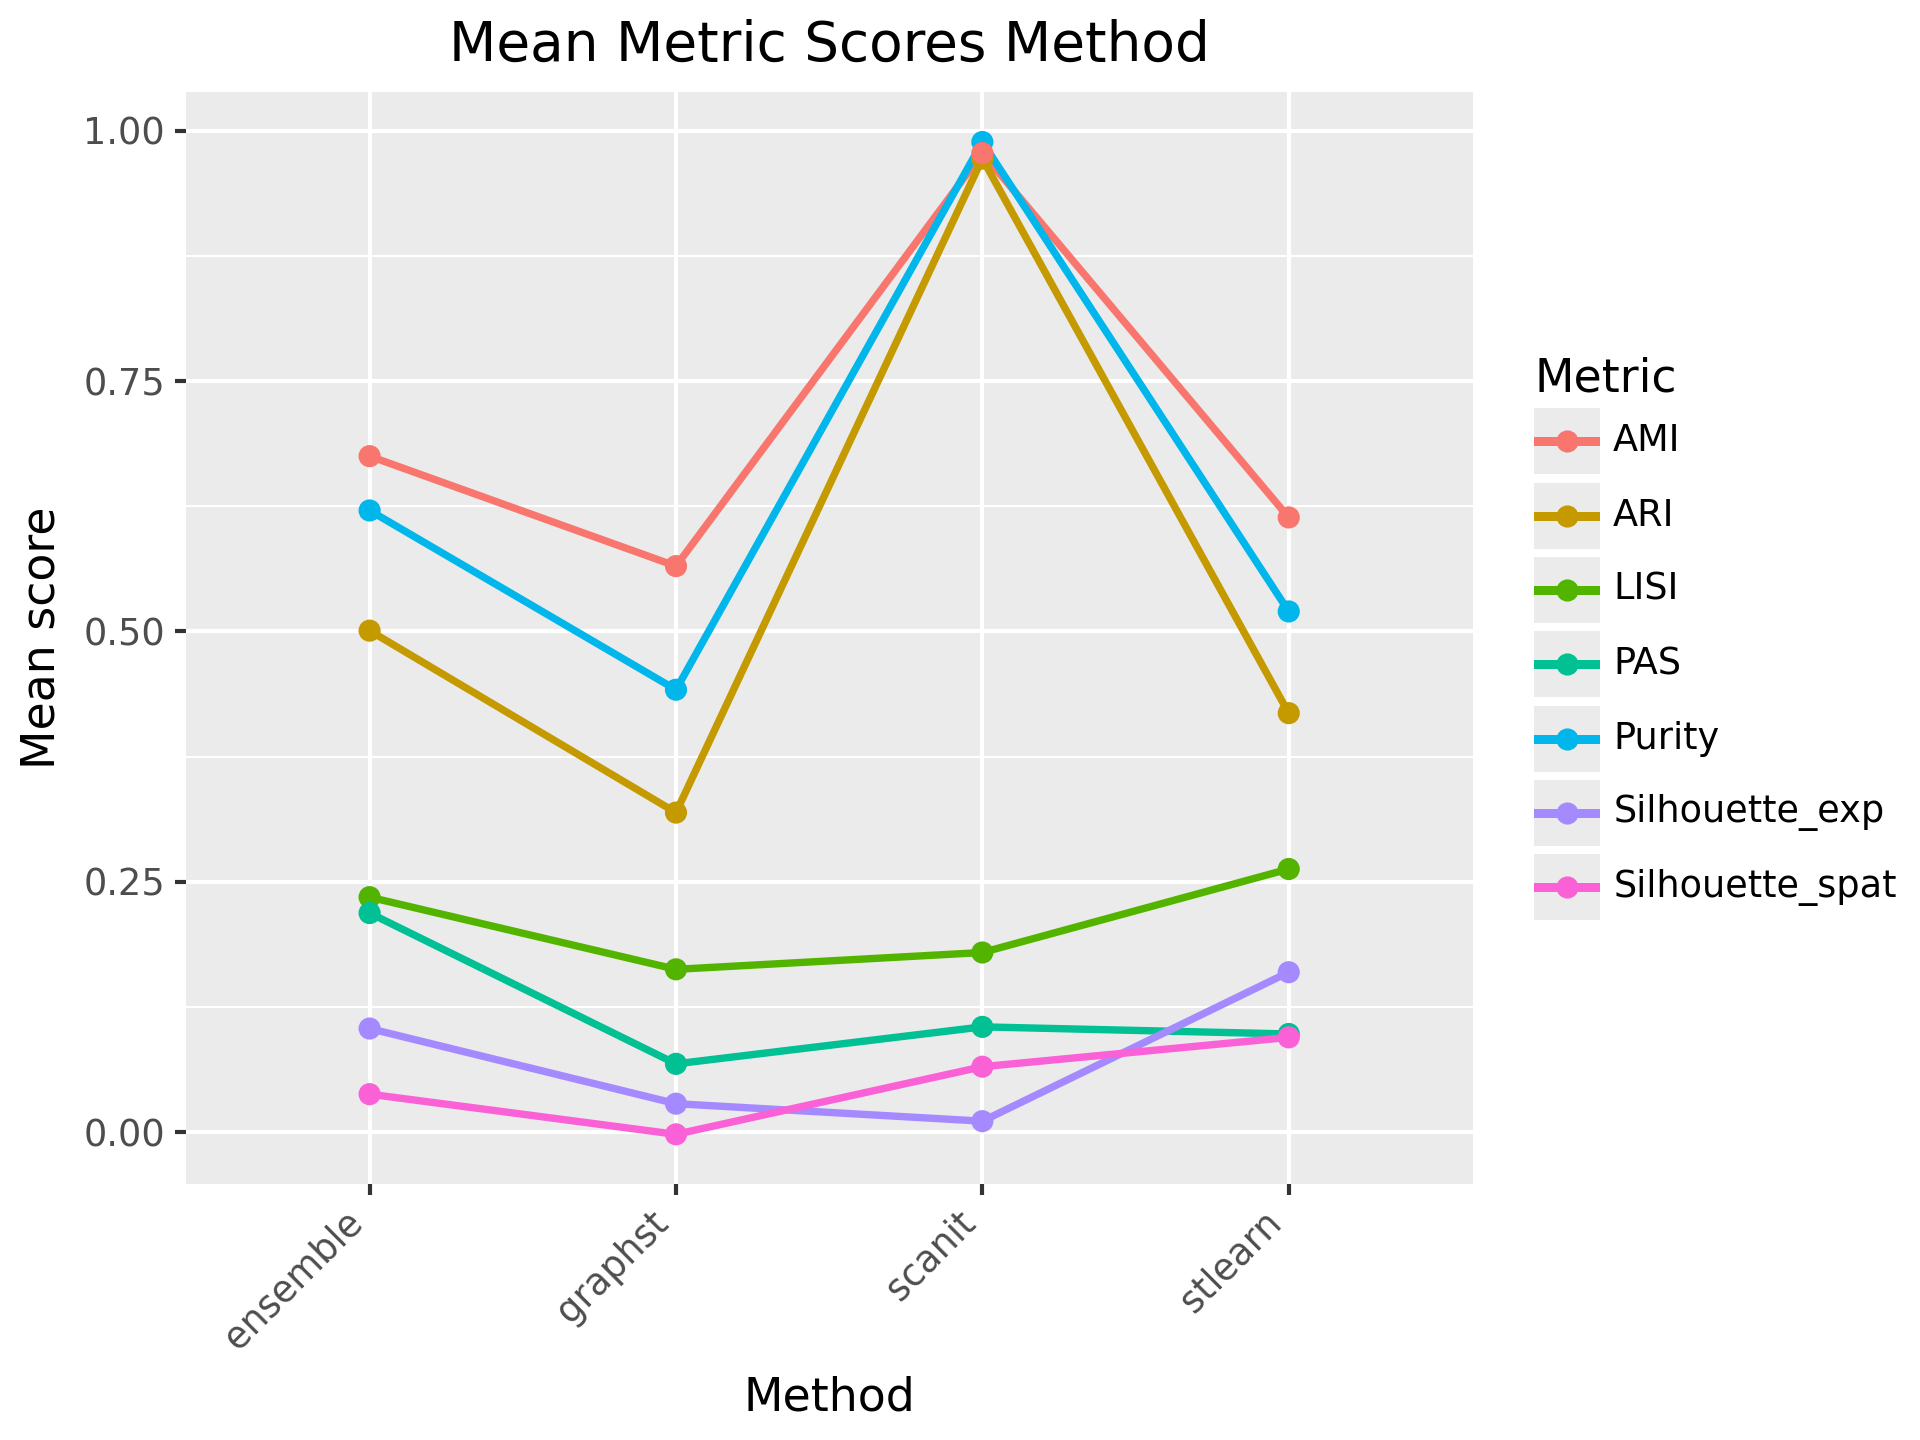 Mean Metric Scores Method
Mean score
1.00
0.75
0.50
0.25
0.00
ensemble
graphst
scanit
stlearn
Method
Metric
AMI
ARI
LISI
PAS
Purity
Silhouette_exp
Silhouette_spat